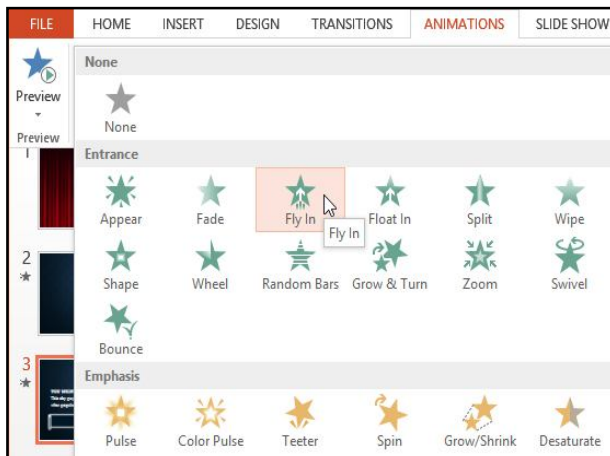 FILE HOME INSERT DESIGN TRANSITIONS ANIMATIONS SLIDE SHOW
None
Preview
None
Preview
Entrance
1
Appear Fade Fly In Float In Split Wipe
Fly In
2
Shape Wheel Random Bars Grow & Turn Zoom Swivel
Bounce
3
Emphasis
Pulse Color Pulse Teeter Spin Grow/Shrink Desaturate